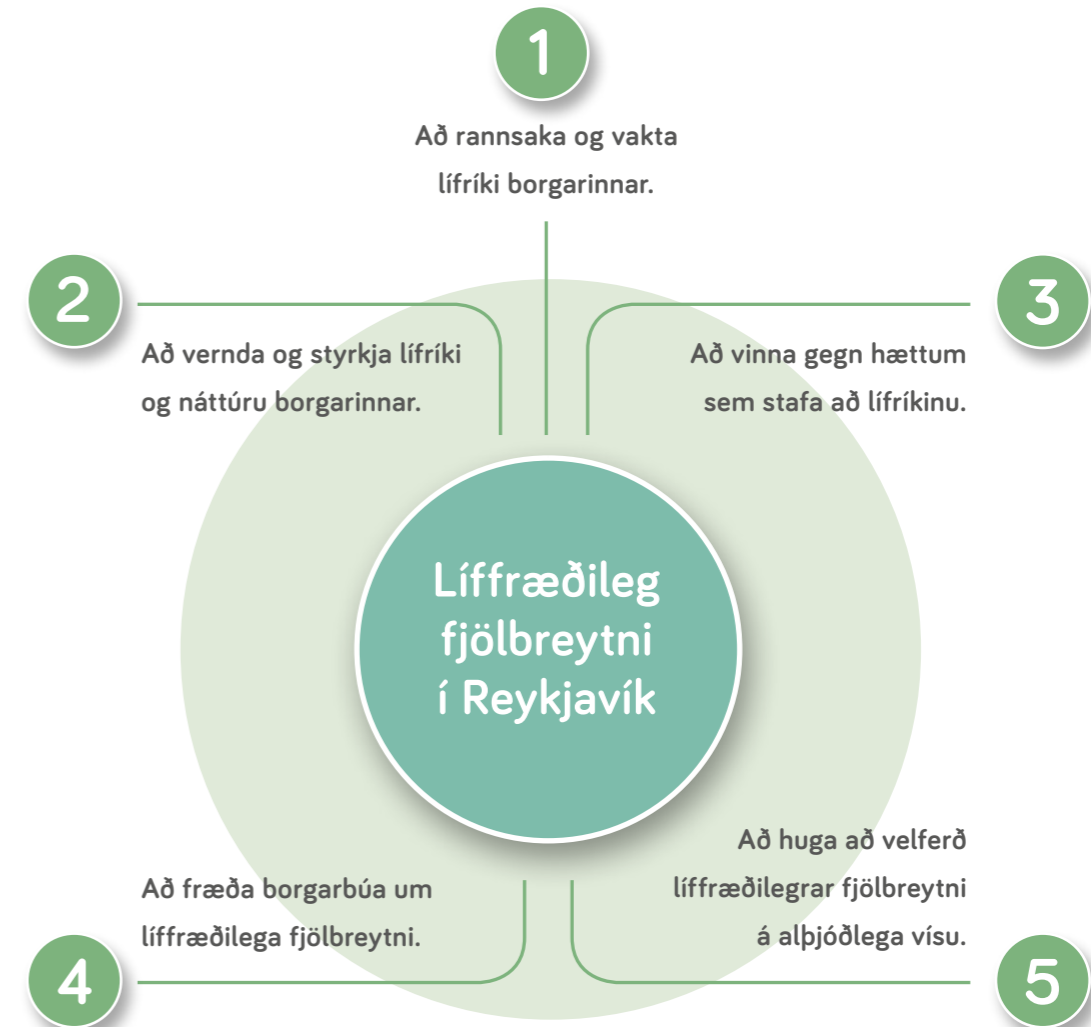 1
Að rannsaka og vakta
lífríki borgarinnar.
2
Að vernda og styrkja lífríki
og náttúru borgarinnar.
3
Að vinna gegn hættum
sem stafa að lífríkinu.
Líffræðileg
fjölbreytni
í Reykjavík
4
Að fræða borgarbúa um
líffræðilega fjölbreytni.
5
Að huga að velferð
líffræðilegrar fjölbreytni
á alþjóðlega vísu.